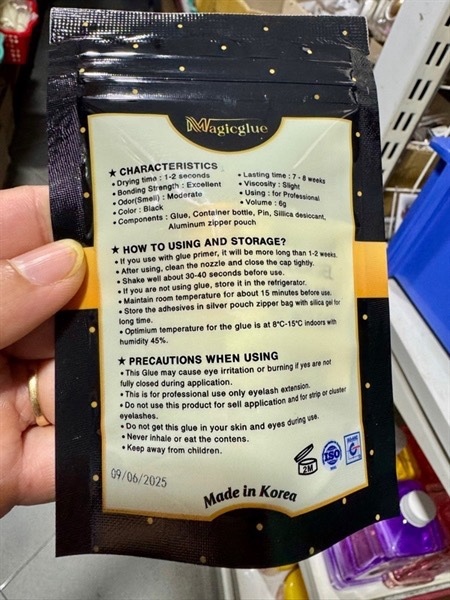 Magicglue
★ CHARACTERISTICS
• Drying time : 1-2 seconds
• Bonding Strength : Excellent
• Odor(Smell) : Moderate
• Color : Black
• Components : Glue, Container bottle, Pin, Sillica desiccant,
Aluminum zipper pouch
• Lasting time : 7 - 8 weeks
• Viscosity : Slight
• Using : for Professional
• Volume : 6g
★ HOW TO USING AND STORAGE?
• If you use with glue primer, it will be more long than 1-2 weeks.
• After using, clean the nozzle and close the cap tightly.
• Shake well about 30-40 seconds before use.
• If you are not using glue, store it in the refrigerator.
• Maintain room temperature for about 15 minutes before use.
• Store the adhesives in silver pouch zipper bag with silica gel for
long time.
• Optimium temperature for the glue is at 8°C-15°C indoors with
humidity 45%.
★ PRECAUTIONS WHEN USING
• This Glue may cause eye irritation or burning if yes are not
fully closed during application.
• This is for professional use only eyelash extension.
• Do not use this product for sell application and for strip or cluster
eyelashes.
• Do not get this glue in your skin and eyes during use.
• Never inhale or eat the contens.
• Keep away from children.
2M
ISO
09/06/2025
Made in Korea